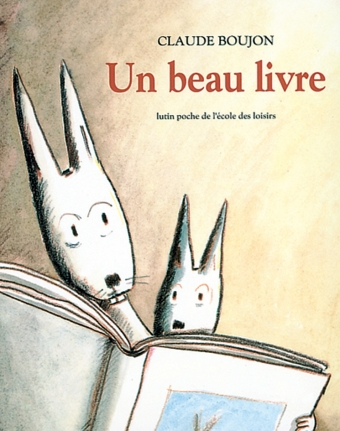 CLAUDE BOUJON
Un beau livre
lutin poche de l'école des loisirs